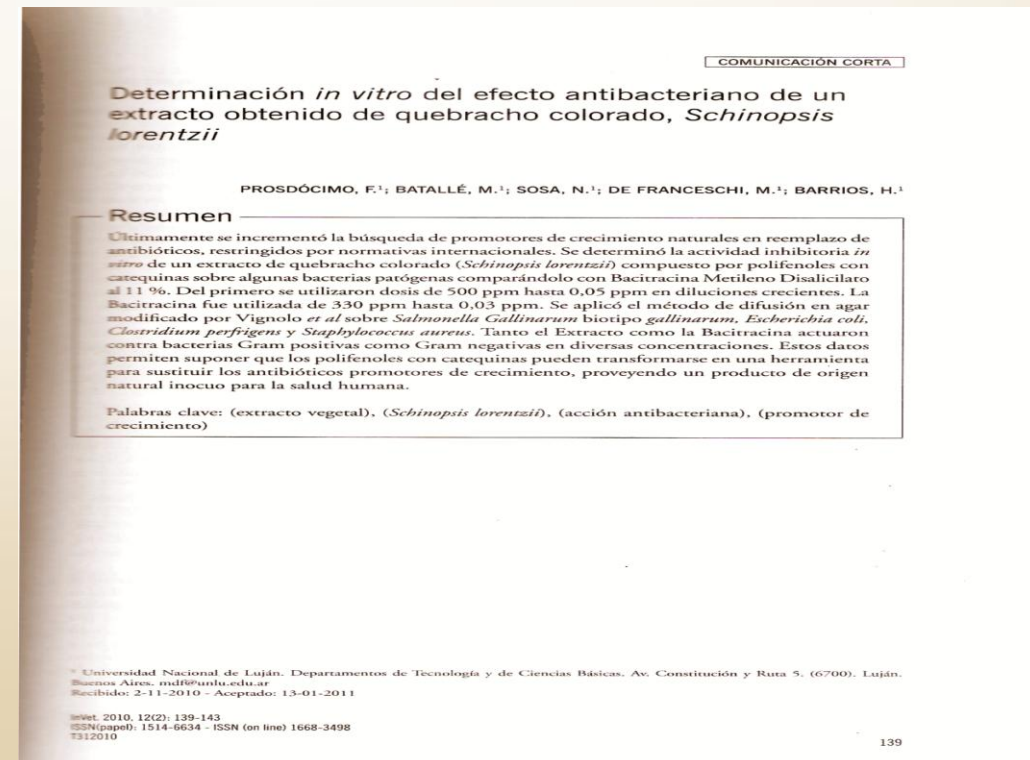 COMUNICACIÓN CORTA
Determinación in vitro del efecto antibacteriano de un
extracto obtenido de quebracho colorado, Schinopsis
lorentzii
PROSDÓCIMO, F.¹; BATALLÉ, M.¹; SOSA, N.¹; DE FRANCESCHI, M.¹; BARRIOS, H.¹
Resumen
Últimamente se incrementó la búsqueda de promotores de crecimiento naturales en reemplazo de
antibióticos, restringidos por normativas internacionales. Se determinó la actividad inhibitoria in
vitro de un extracto de quebracho colorado (Schinopsis lorentzii) compuesto por polifenoles con
catequinas sobre algunas bacterias patógenas comparándolo con Bacitracina Metileno Disalicilato
al 11 %. Del primero se utilizaron dosis de 500 ppm hasta 0,05 ppm en diluciones crecientes. La
Bacitracina fue utilizada de 330 ppm hasta 0,03 ppm. Se aplicó el método de difusión en agar
modificado por Vignolo et al sobre Salmonella Gallinarum biotipo gallinarum, Escherichia coli,
Clostridium perfrigens y Staphylococcus aureus. Tanto el Extracto como la Bacitracina actuaron
contra bacterias Gram positivas como Gram negativas en diversas concentraciones. Estos datos
permiten suponer que los polifenoles con catequinas pueden transformarse en una herramienta
para sustituir los antibióticos promotores de crecimiento, proveyendo un producto de origen
natural inocuo para la salud humana.
Palabras clave: (extracto vegetal), (Schinopsis lorentzii), (acción antibacteriana), (promotor de
crecimiento)
¹ Universidad Nacional de Luján. Departamentos de Tecnología y de Ciencias Básicas. Av. Constitución y Ruta 5. (6700). Luján.
Buenos Aires. mdf@unlu.edu.ar
Recibido: 2-11-2010 - Aceptado: 13-01-2011
InVet. 2010, 12(2): 139-143
ISSN(papel): 1514-6634 - ISSN (on line) 1668-3498
T312010
139